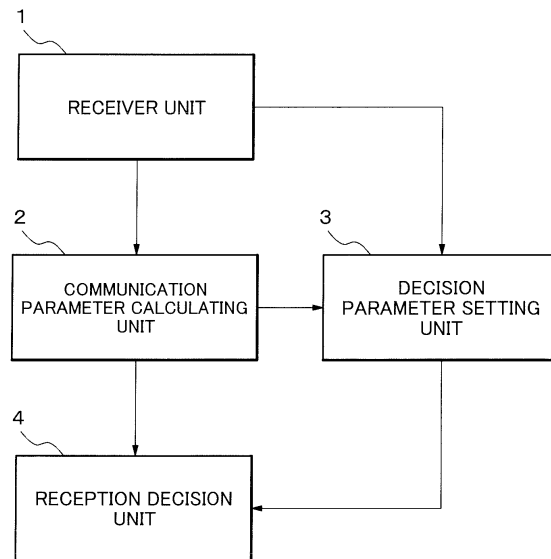 1
RECEIVER UNIT
2
COMMUNICATION
PARAMETER CALCULATING
UNIT
3
DECISION
PARAMETER SETTING
UNIT
4
RECEPTION DECISION
UNIT